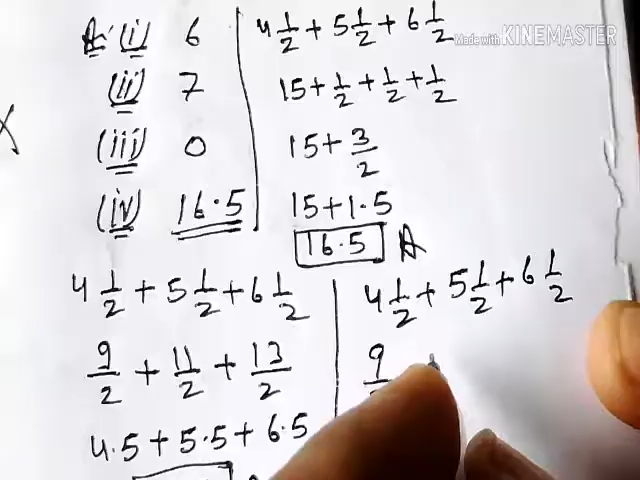 A (i) 6
(ii) 7
(iii) 0
(iv) 16.5
4 1/2 + 5 1/2 + 6 1/2
15 + 1/2 + 1/2 + 1/2
15 + 3/2
15 + 1.5
16.5 A
4 1/2 + 5 1/2 + 6 1/2
9/2 + 11/2 + 13/2
4.5 + 5.5 + 6.5
4 1/2 + 5 1/2 + 6 1/2
9
Made with KINEMASTER